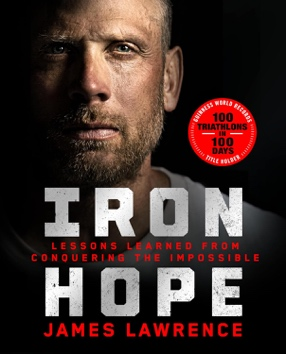 GUINNESS WORLD RECORDS
100
TRIATHLONS
IN
100
DAYS
TITLE HOLDER
IRON
LESSONS LEARNED FROM
CONQUERING THE IMPOSSIBLE
HOPE
JAMES LAWRENCE